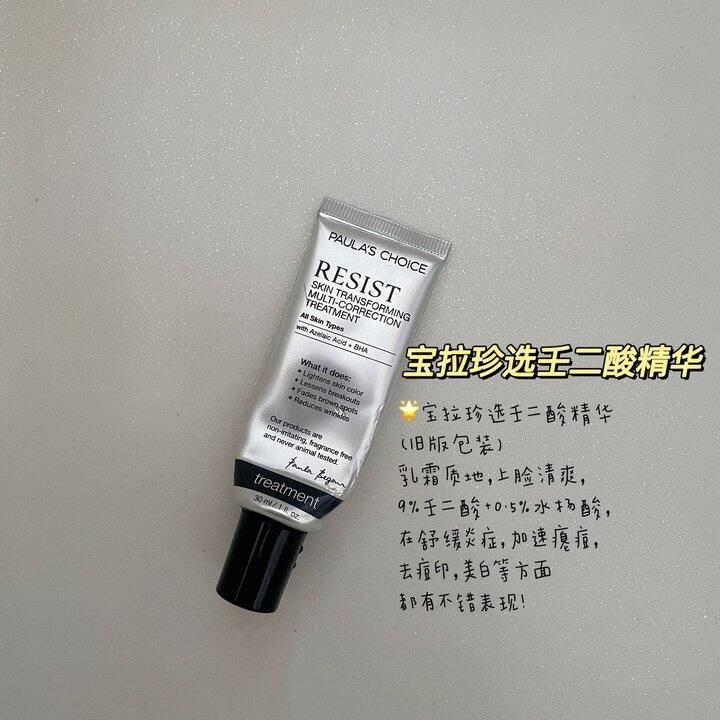 PAULA'S CHOICE
RESIST
SKIN TRANSFORMING
MULTI-CORRECTION
TREATMENT
All Skin Types
with Azelaic Acid + BHA
What it does:
+ Lightens skin color
+ Lessens breakouts
+ Fades brown spots
+ Reduces wrinkles
Our products are
non-irritating, fragrance free
and never animal tested.
Paula Begoun
treatment
30 ml / 1 fl. oz.
宝拉珍选壬二酸精华
🌟宝拉珍选壬二酸精华
(旧版包装)
乳霜质地,上脸清爽,
9%壬二酸+0.5%水杨酸,
在舒缓炎症,加速瘪痘,
去痘印,美白等方面
都有不错表现!